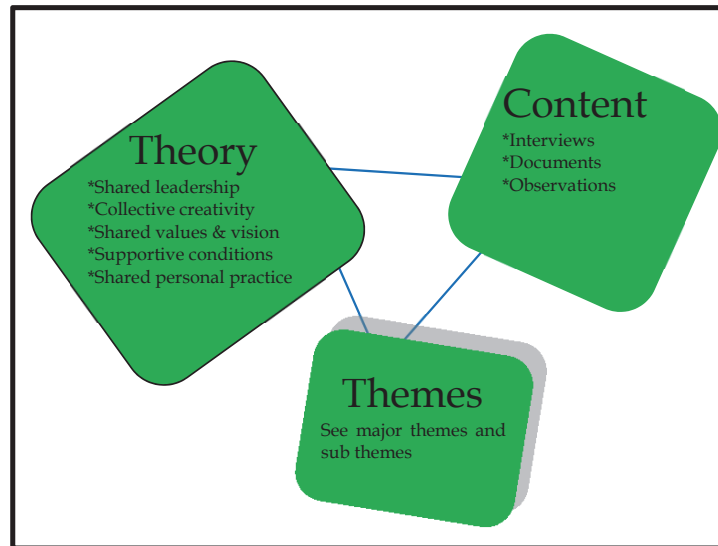 Theory
*Shared leadership
*Collective creativity
*Shared values & vision
*Supportive conditions
*Shared personal practice
Content
*Interviews
*Documents
*Observations
Themes
See major themes and
sub themes